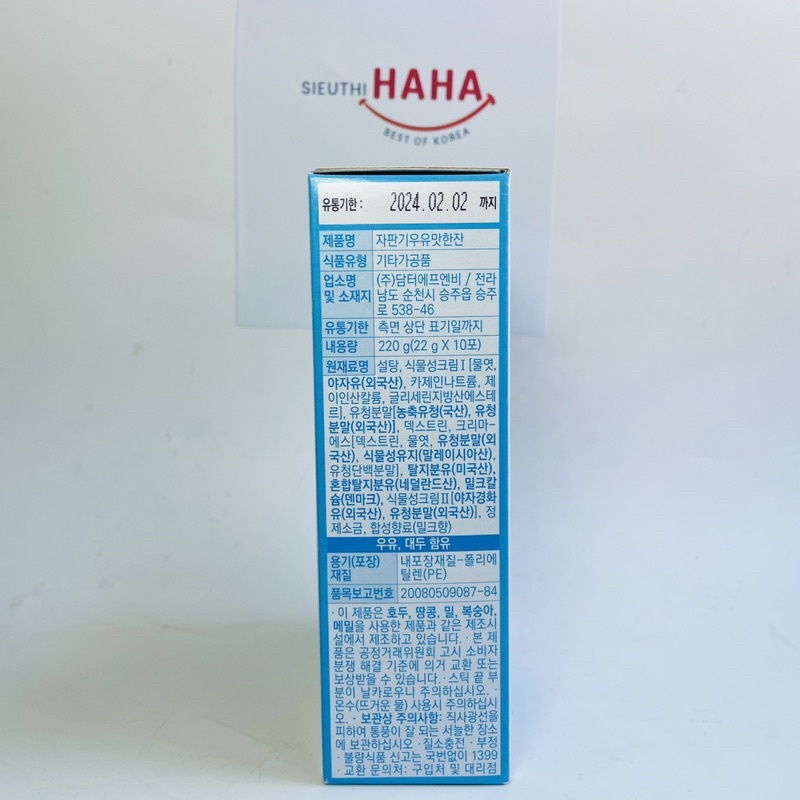 SIEUTHI HAHA
BEST OF KOREA
유통기한 : 2024.02.02 까지
제품명 자판기우유맛한잔
식품유형 기타가공품
업소명 (주)담터에프엔비 / 전라
및 소재지 남도 순천시 승주읍 승주
로 538-46
유통기한 측면 상단 표기일까지
내용량 220 g(22 g X 10포)
원재료명 설탕, 식물성크림Ⅰ[물엿,
야자유(외국산), 카제인나트륨, 제
이인산칼륨, 글리세린지방산에스테
르], 유청분말[농축유청(국산), 유청
분말(외국산)], 덱스트린, 크리마-
에스[덱스트린, 물엿, 유청분말(외
국산), 식물성유지(말레이시아산),
유청단백분말], 탈지분유(미국산),
혼합탈지분유(네덜란드산), 밀크칼
슘(덴마크), 식물성크림Ⅱ[야자경화
유(외국산), 유청분말(외국산)], 정
제소금, 합성향료(밀크향)
우유, 대두 함유
용기(포장) 내포장재질-폴리에
재질 틸렌(PE)
품목보고번호 20080509087-84
· 이 제품은 호두, 땅콩, 밀, 복숭아,
메밀을 사용한 제품과 같은 제조시
설에서 제조하고 있습니다. · 본 제
품은 공정거래위원회 고시 소비자
분쟁 해결 기준에 의거 교환 또는
보상받을 수 있습니다. · 스틱 끝 부
분이 날카로우니 주의하십시오. ·
온수(뜨거운 물) 사용시 주의하십시
오. · 보관상 주의사항: 직사광선을
피하여 통풍이 잘 되는 서늘한 장소
에 보관하십시오 · 질소충전 · 부정
· 불량식품 신고는 국번없이 1399
· 교환 문의처: 구입처 및 대리점